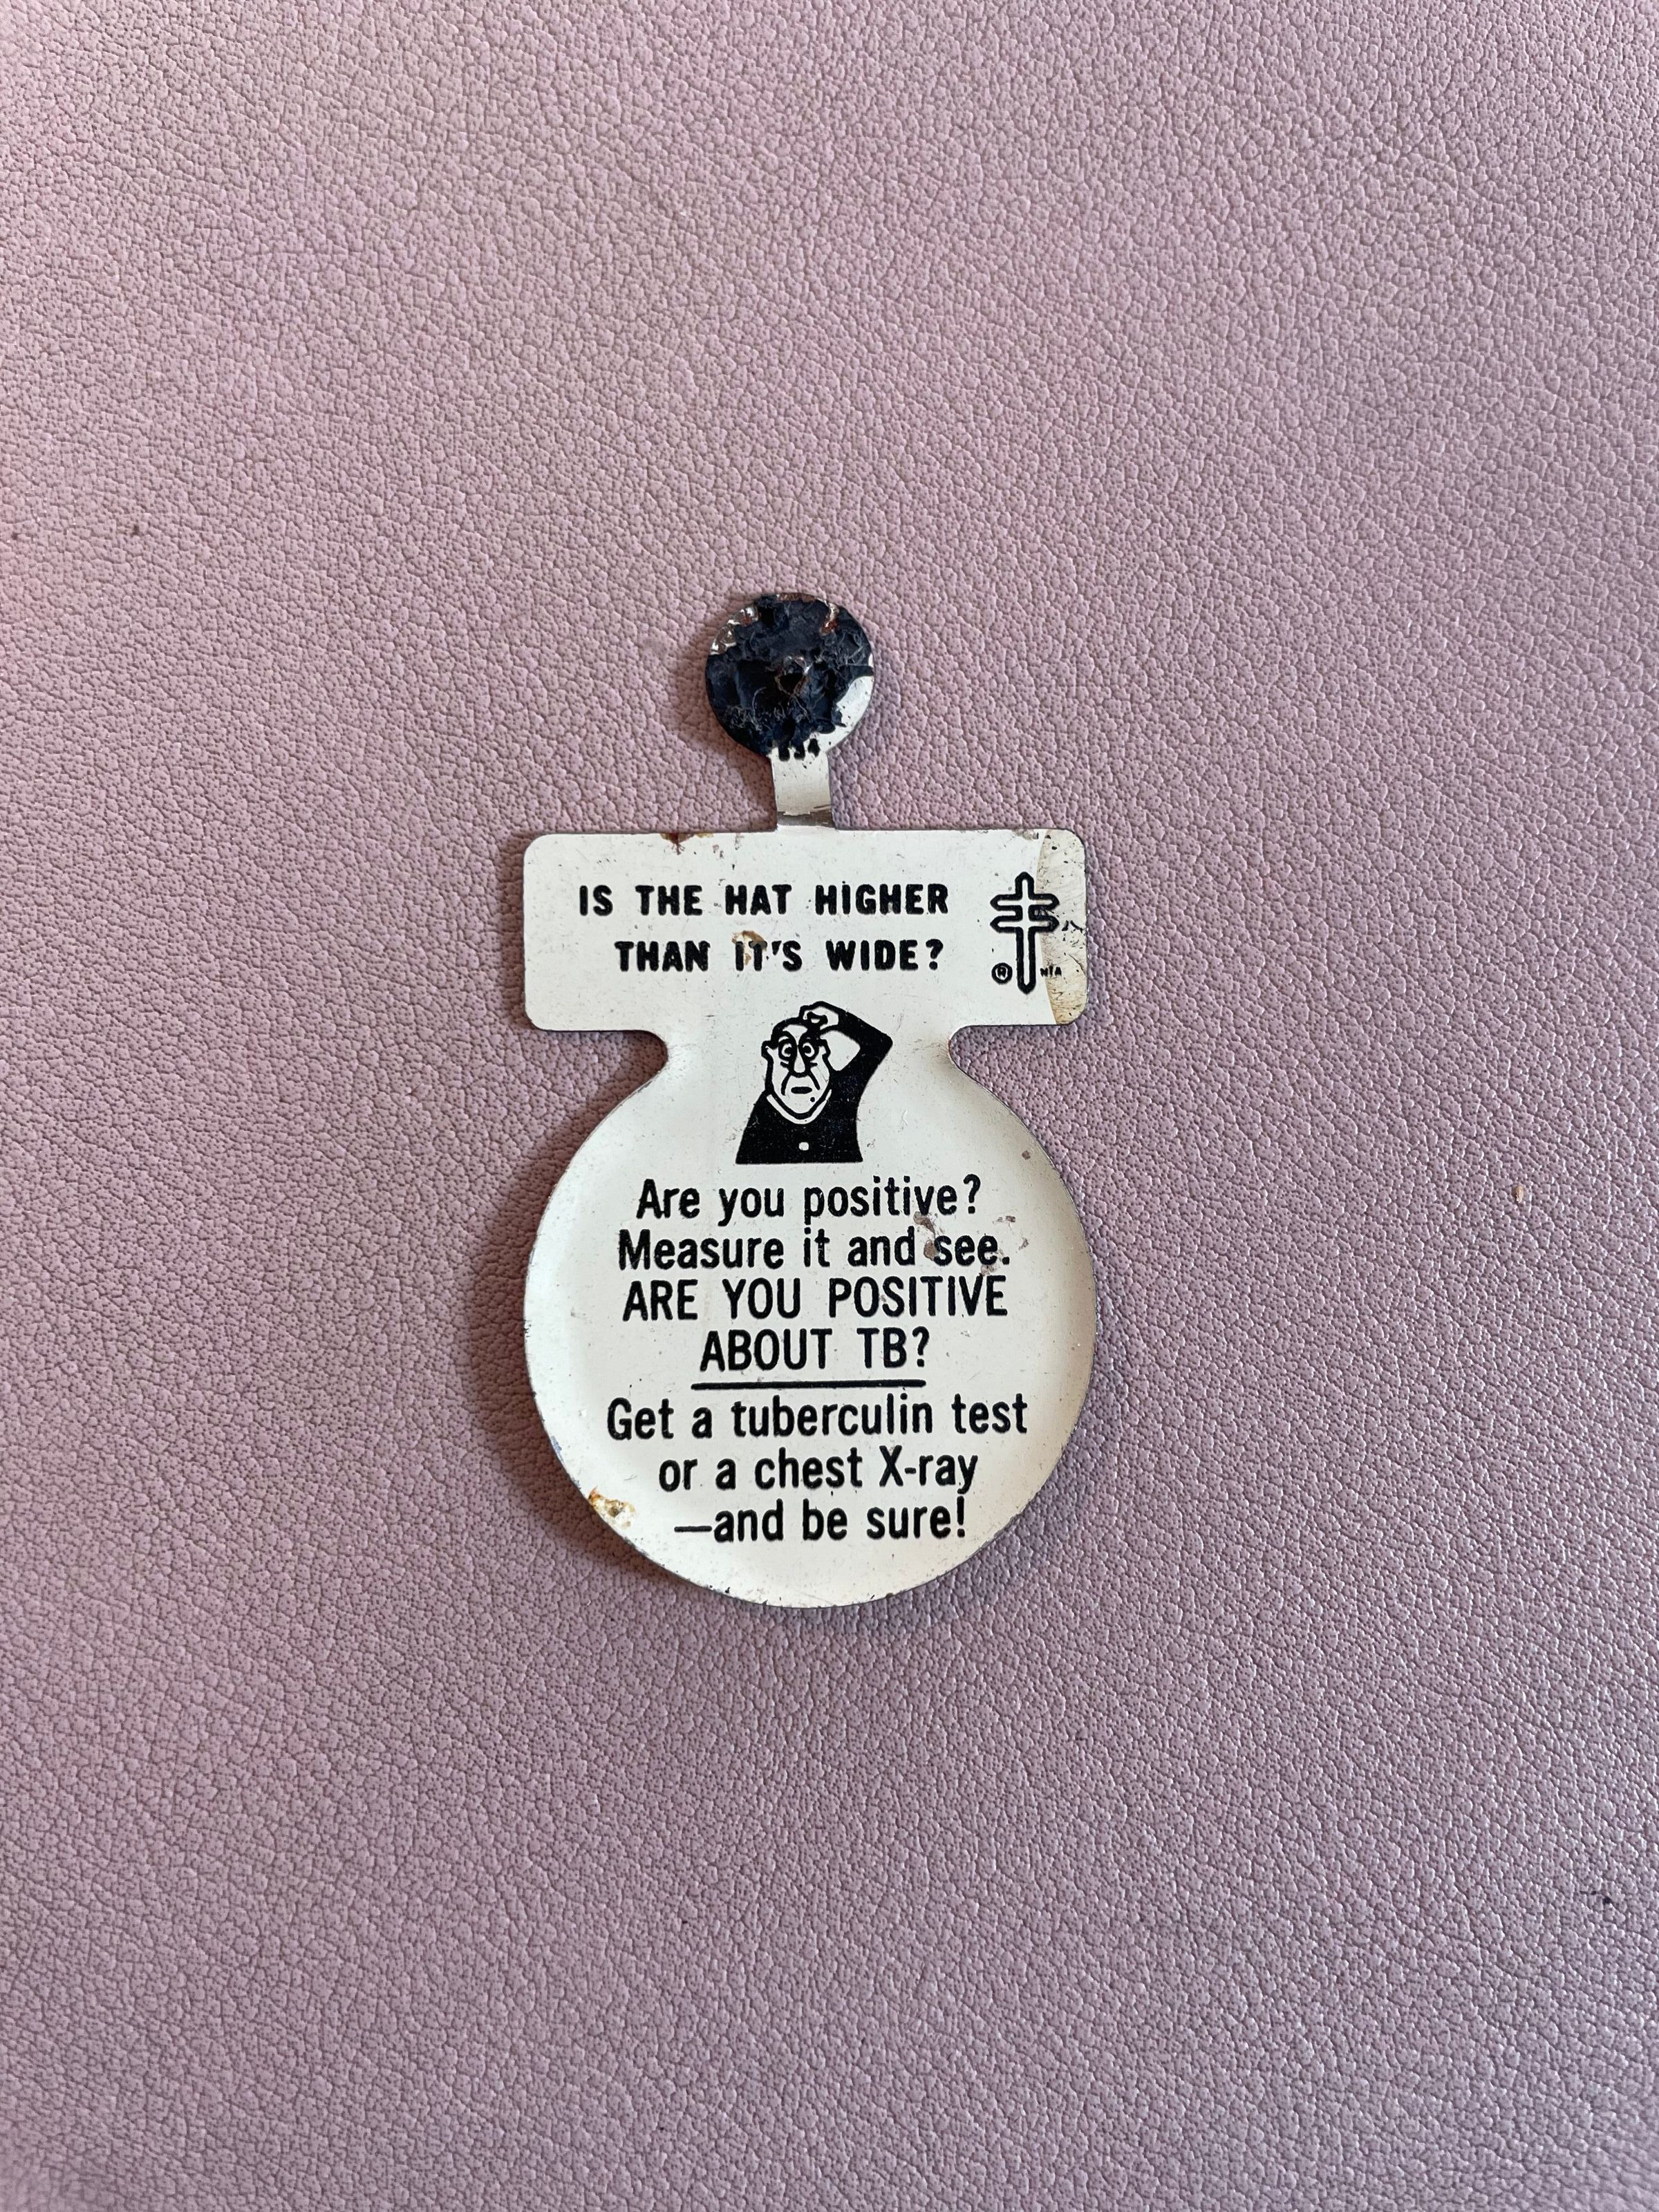 IS THE HAT HIGHER
THAN IT'S WIDE?
®
Are you positive?
Measure it and see.
ARE YOU POSITIVE
ABOUT TB?
Get a tuberculin test
or a chest X-ray
—and be sure!